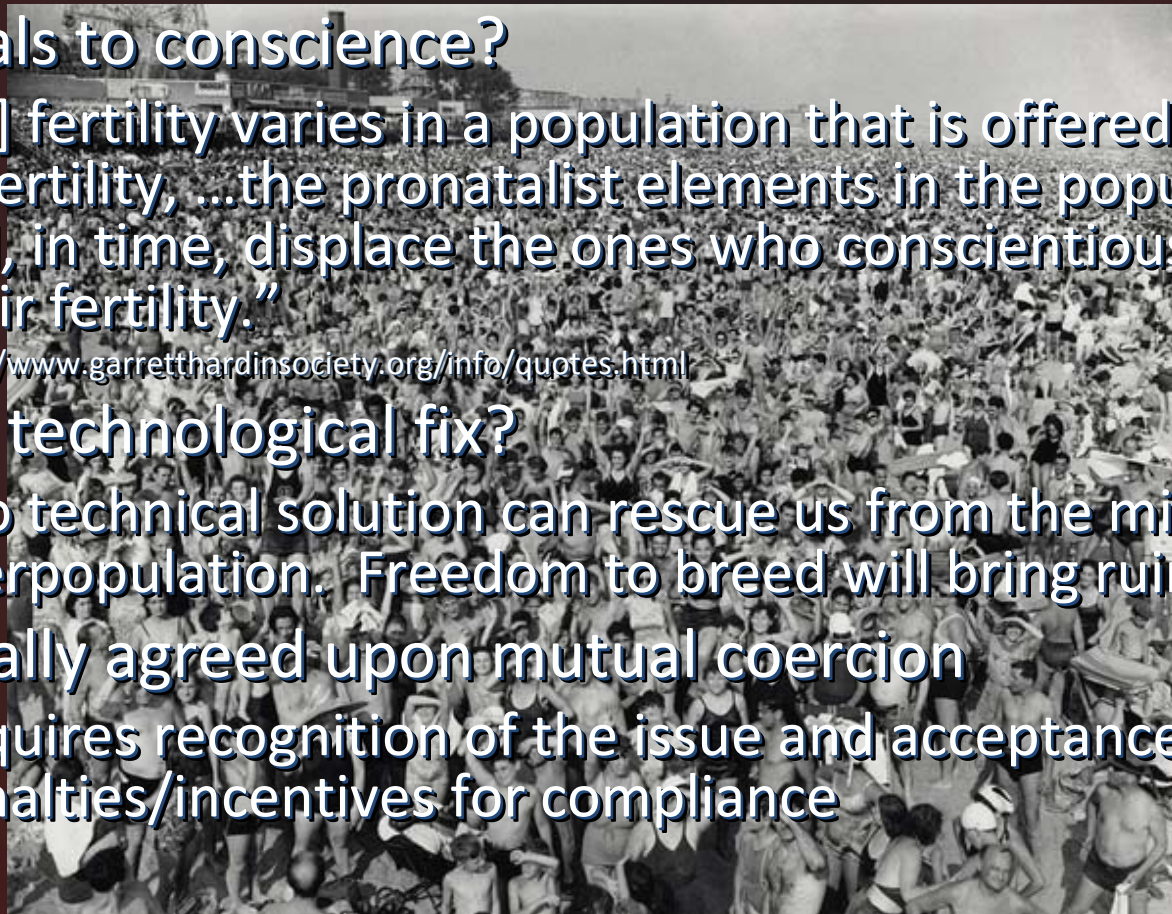 als to conscience?
] fertility varies in a population that is offered
ertility, …the pronatalist elements in the popu
, in time, displace the ones who conscientious
ir fertility.”
/www.garretthardinsociety.org/info/quotes.html
technological fix?
o technical solution can rescue us from the mi
erpopulation.  Freedom to breed will bring ruin
ally agreed upon mutual coercion
quires recognition of the issue and acceptance
nalties/incentives for compliance